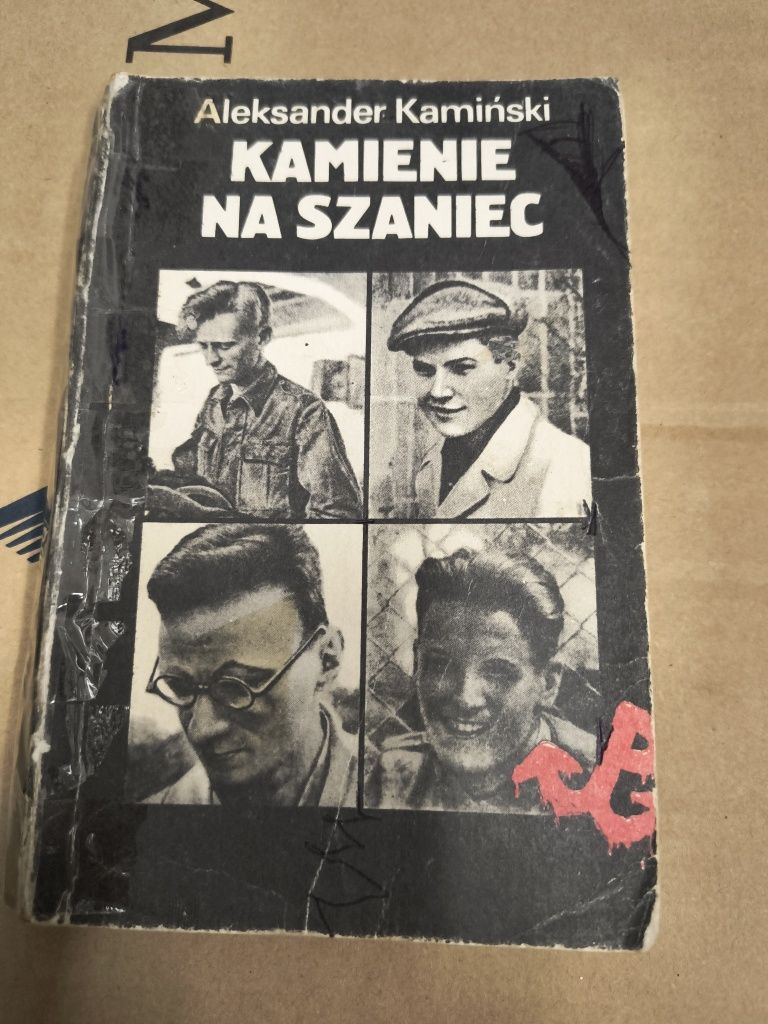 M
Aleksander Kamiński
KAMIENIE
NA SZANIEC